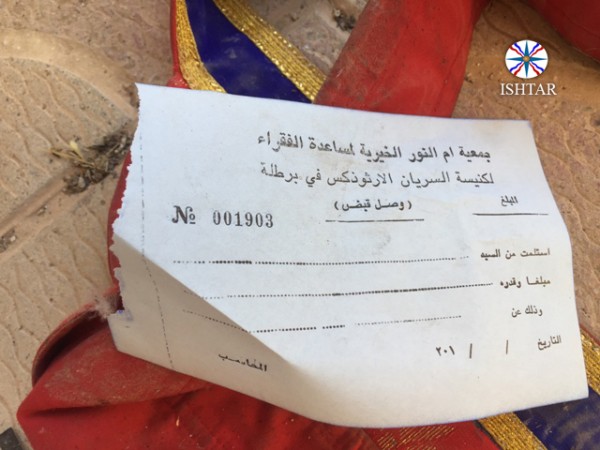 ISHTAR
جمعية ام النور الخيرية لمساعدة الفقراء
لكنيسة السريان الارثوذكس في برطلة
المبلغ (وصل قبض)
№ 001903
استلمت من السيد
مبلغا وقدره
وذلك عن
التاريخ / / ٢٠١
المحاسب